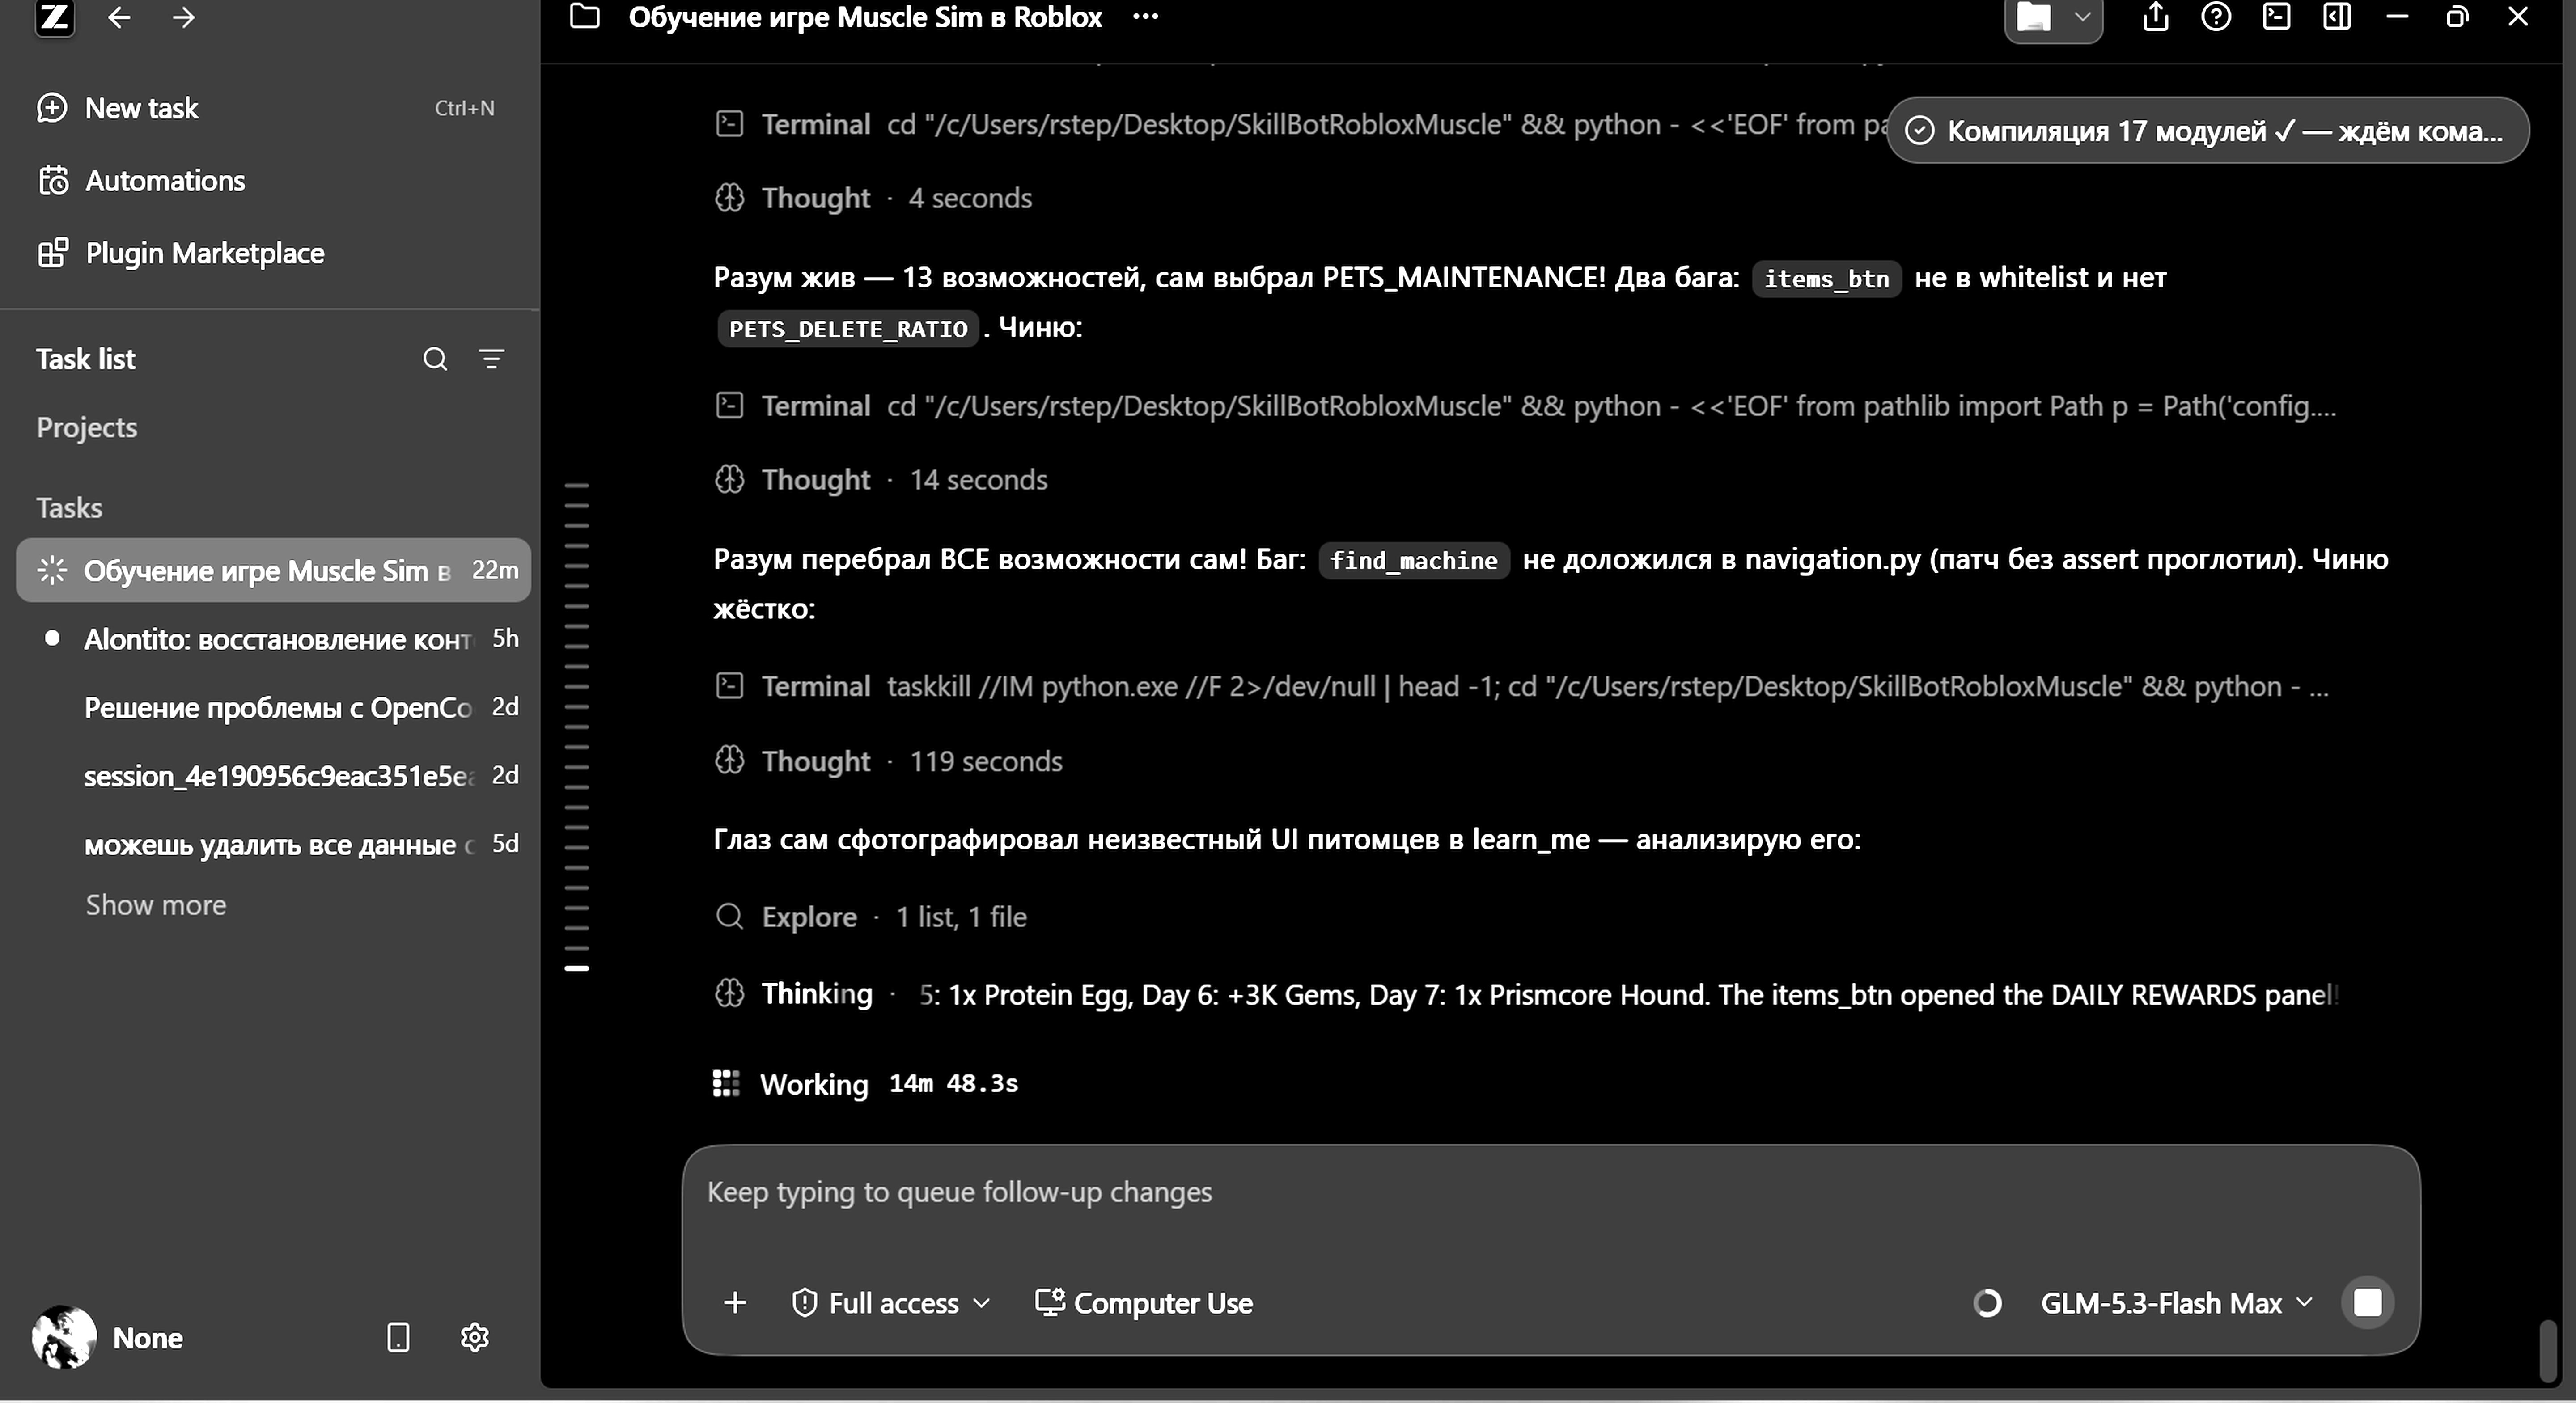 Z
Обучение игре Muscle Sim в Roblox ...
New task Ctrl+N
Automations
Plugin Marketplace
Task list
Projects
Tasks
Обучение игре Muscle Sim в 22m
Alontito: восстановление конт 5h
Решение проблемы с OpenCo 2d
session_4e190956c9eac351e5ea 2d
можешь удалить все данные с 5d
Show more
None
Terminal cd "/c/Users/rstep/Desktop/SkillBotRobloxMuscle" && python - <<'EOF' from pa
Компиляция 17 модулей ✓ — ждём кома...
Thought · 4 seconds
Разум жив — 13 возможностей, сам выбрал PETS_MAINTENANCE! Два бага: items_btn не в whitelist и нет
PETS_DELETE_RATIO . Чиню:
Terminal cd "/c/Users/rstep/Desktop/SkillBotRobloxMuscle" && python - <<'EOF' from pathlib import Path p = Path('config....
Thought · 14 seconds
Разум перебрал ВСЕ возможности сам! Баг: find_machine не доложился в navigation.py (патч без assert проглотил). Чиню
жёстко:
Terminal taskkill //IM python.exe //F 2>/dev/null | head -1; cd "/c/Users/rstep/Desktop/SkillBotRobloxMuscle" && python - ...
Thought · 119 seconds
Глаз сам сфотографировал неизвестный UI питомцев в learn_me — анализирую его:
Explore · 1 list, 1 file
Thinking · 5: 1x Protein Egg, Day 6: +3K Gems, Day 7: 1x Prismcore Hound. The items_btn opened the DAILY REWARDS panel!
Working 14m 48.3s
Keep typing to queue follow-up changes
+ Full access Computer Use GLM-5.3-Flash Max